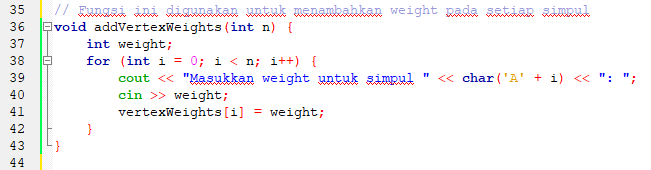 35 // Fungsi ini digunakan untuk menambahkan weight pada setiap simpul
36 void addVertexWeights(int n) {
37     int weight;
38     for (int i = 0; i < n; i++) {
39         cout << "Masukkan weight untuk simpul " << char('A' + i) << ": ";
40         cin >> weight;
41         vertexWeights[i] = weight;
42     }
43 }
44